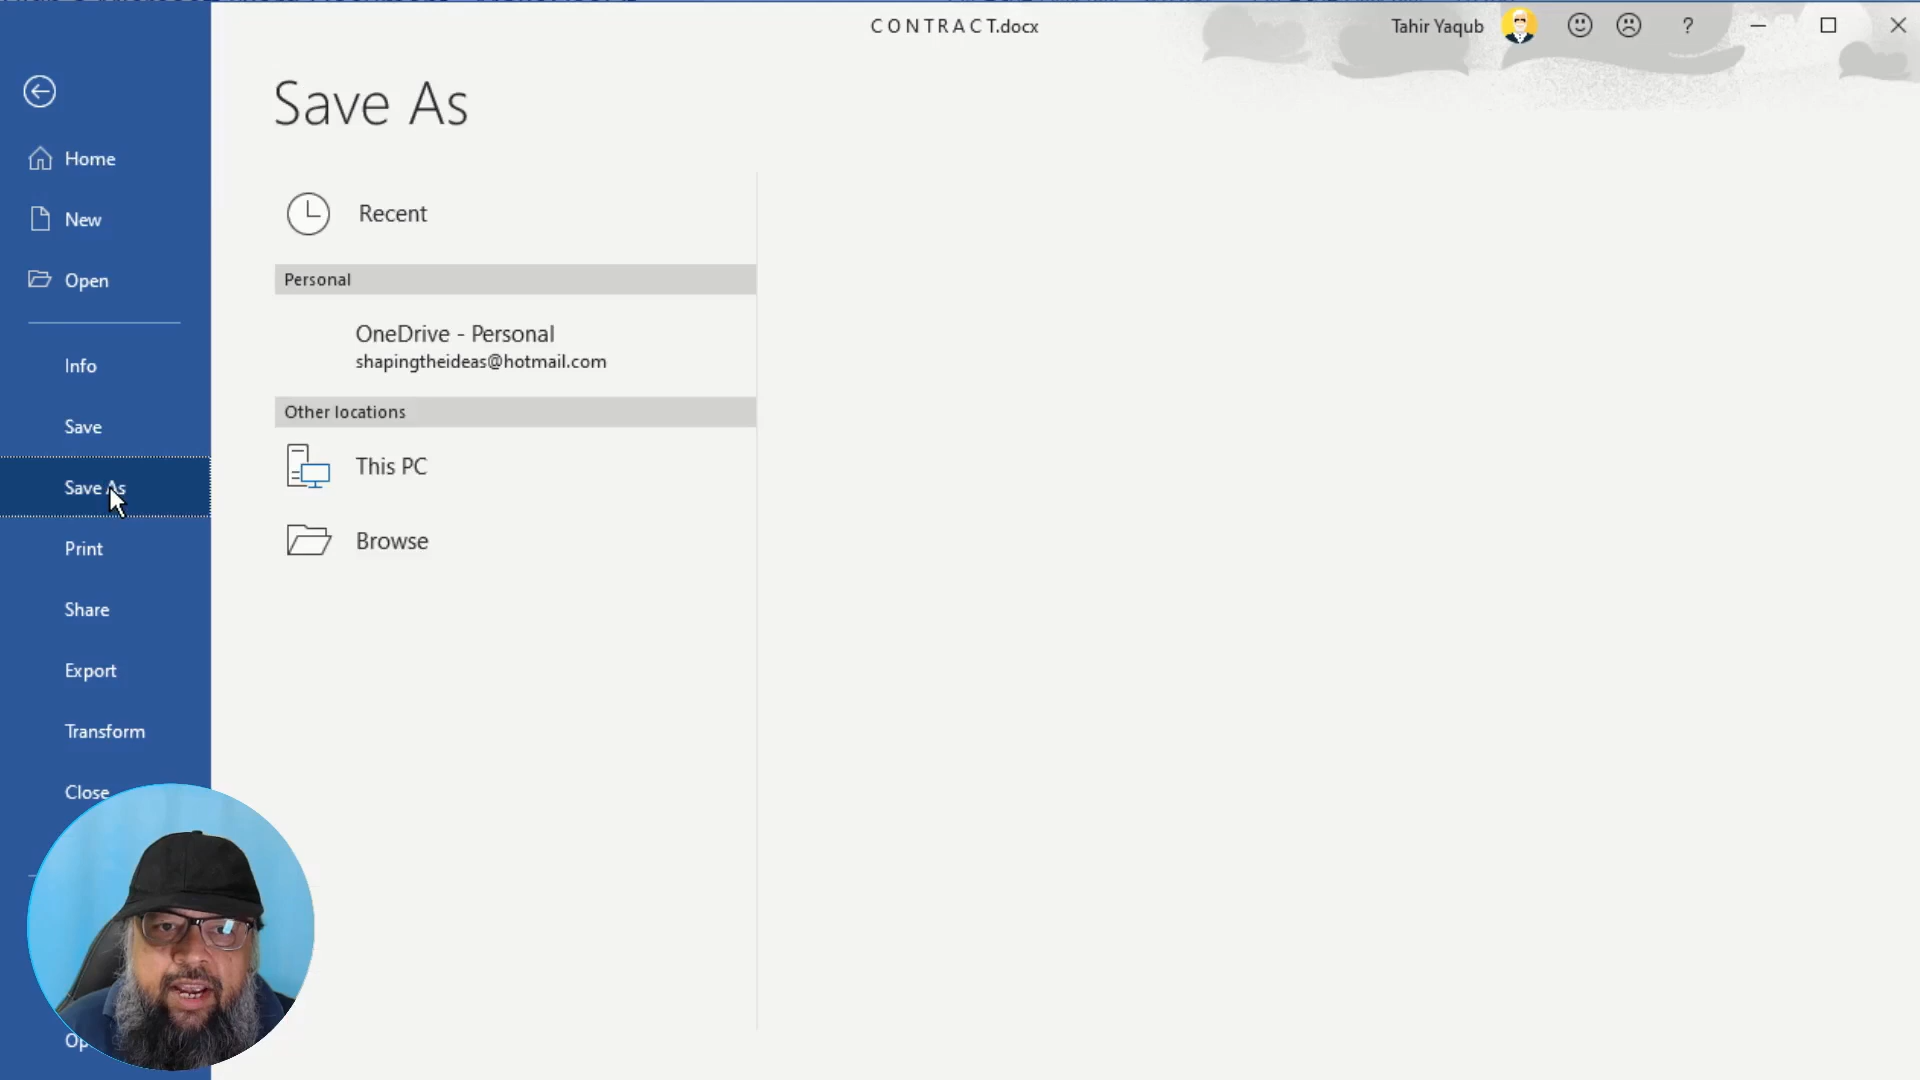 C O N T R A C T.docx
Tahir Yaqub
?
Save As
Home
New
Open
Info
Save
Save As
Print
Share
Export
Transform
Close
Recent
Personal
OneDrive - Personal
shapingtheideas@hotmail.com
Other locations
This PC
Browse